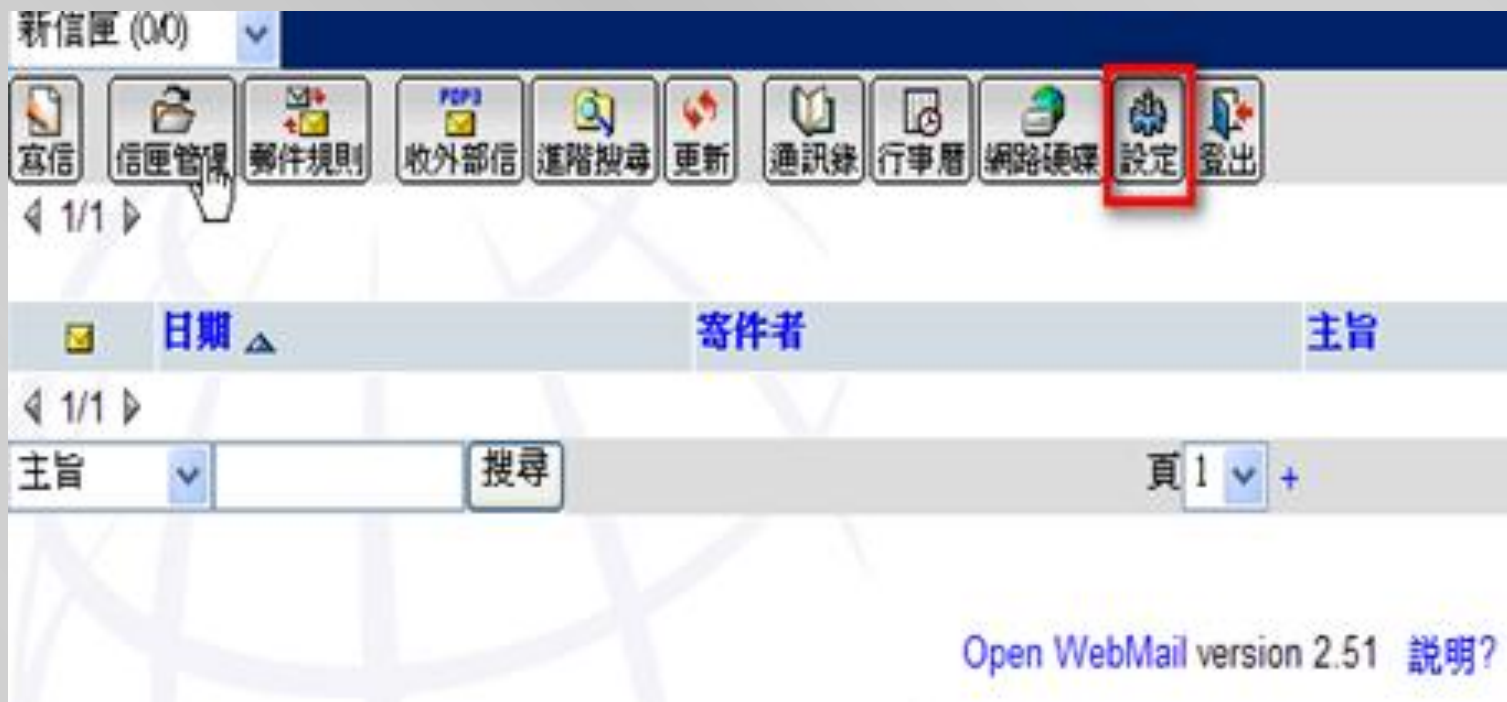 新信匣 (0/0)
POP3
寫信 信匣管理 郵件規則 收外部信 進階搜尋 更新 通訊錄 行事曆 網路硬碟 設定 登出
1/1
日期 寄件者 主旨
1/1
主旨 搜尋 頁 1 +
Open WebMail version 2.51 說明?